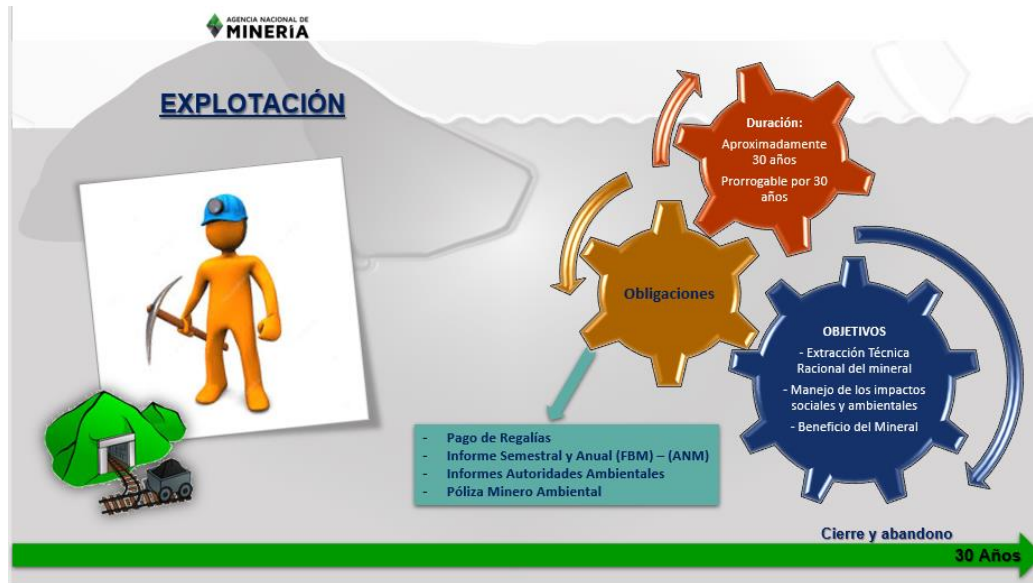 AGENCIA NACIONAL DE
MINERÍA
EXPLOTACIÓN
Duración:
Aproximadamente
30 años
Prorrogable por 30
años
Obligaciones
OBJETIVOS
- Extracción Técnica
Racional del mineral
- Manejo de los impactos
sociales y ambientales
- Beneficio del Mineral
- Pago de Regalías
- Informe Semestral y Anual (FBM) – (ANM)
- Informes Autoridades Ambientales
- Póliza Minero Ambiental
Cierre y abandono
30 Años